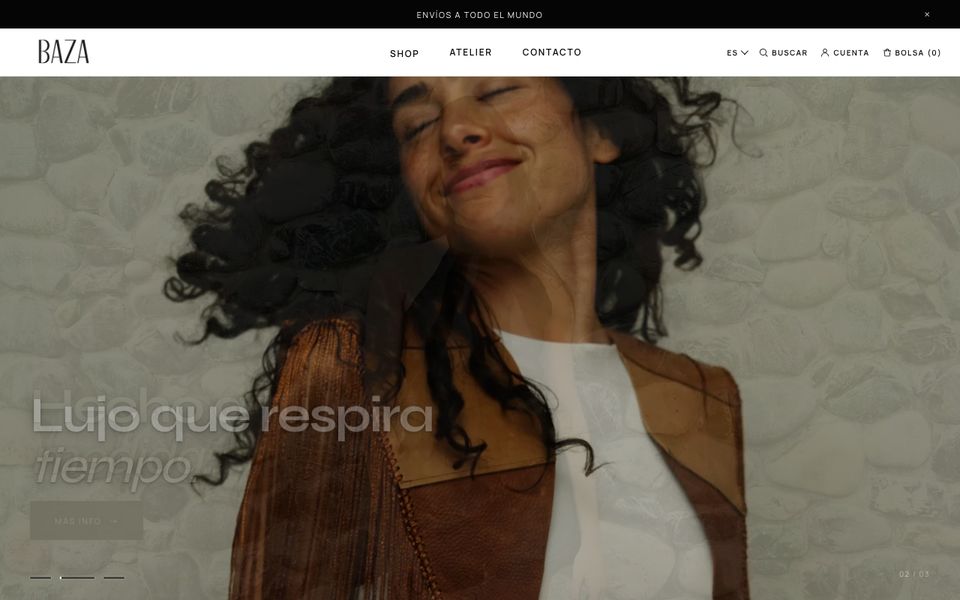 ENVÍOS A TODO EL MUNDO
×
BAZA
SHOP
ATELIER
CONTACTO
ES
BUSCAR
CUENTA
BOLSA (0)
Lujo que respira
tiempo.
MÁS INFO →
02 / 03